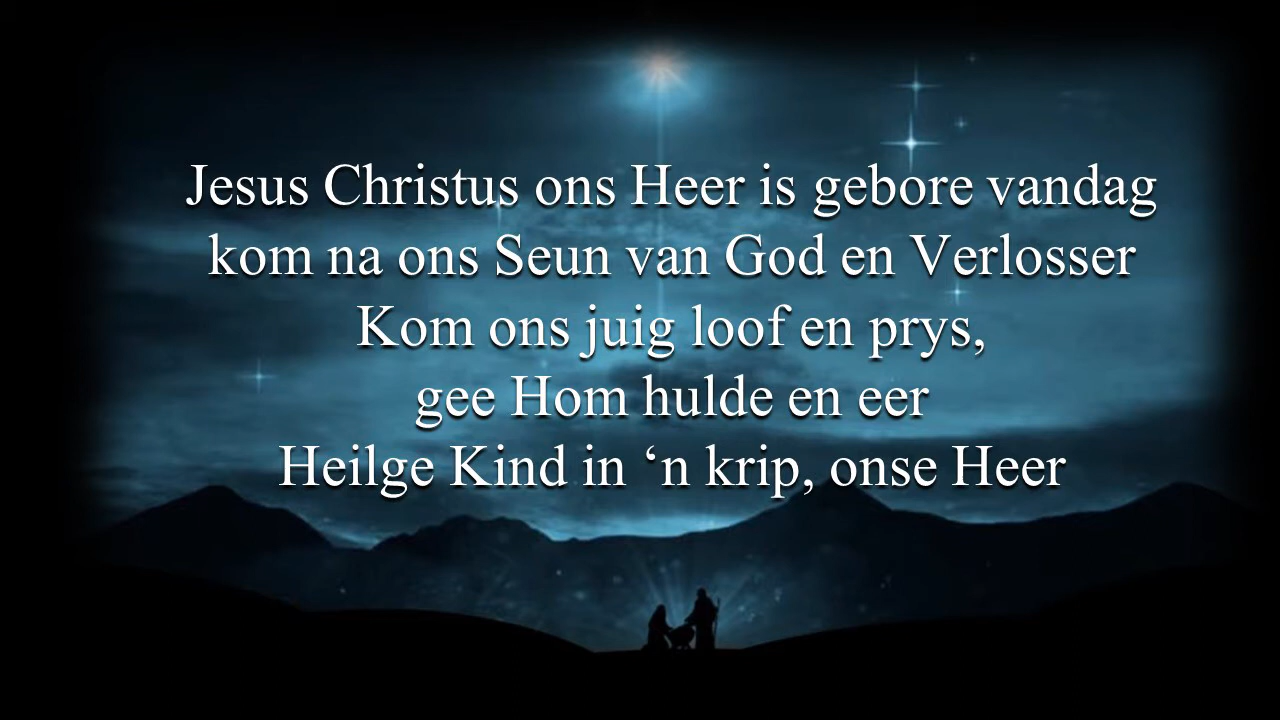 Jesus Christus ons Heer is gebore vandag
kom na ons Seun van God en Verlosser
Kom ons juig loof en prys,
gee Hom hulde en eer
Heilge Kind in ‘n krip, onse Heer